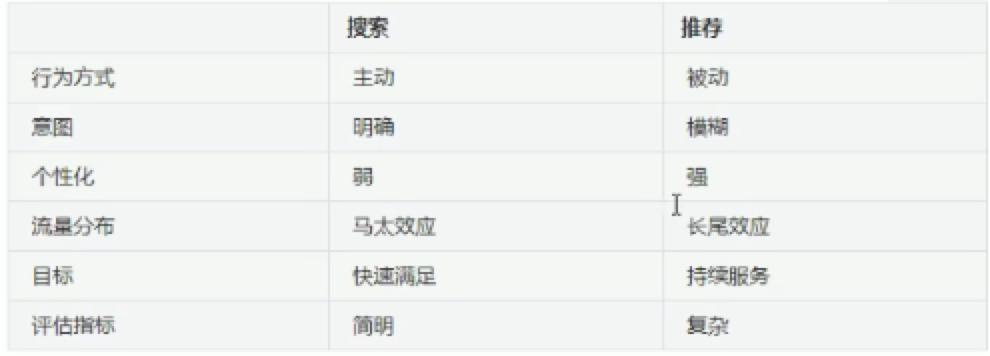 搜索 推荐
行为方式 主动 被动
意图 明确 模糊
个性化 弱 强
流量分布 马太效应 长尾效应
目标 快速满足 持续服务
评估指标 简明 复杂